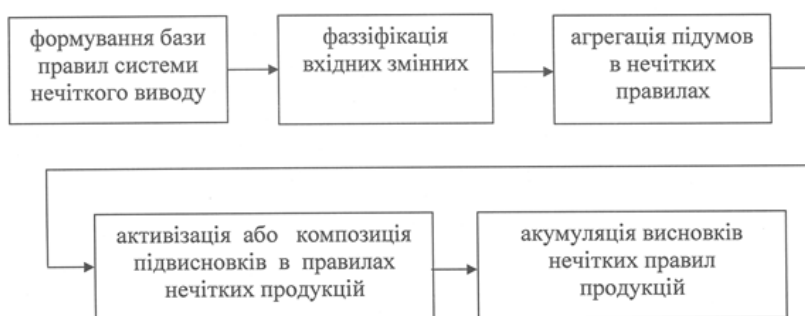 формування бази
правил системи
нечіткого виводу
фаззіфікація
вхідних змінних
агрегація підумов
в нечітких
правилах
активізація або композиція
підвисновків в правилах
нечітких продукцій
акумуляція висновків
нечітких правил
продукцій